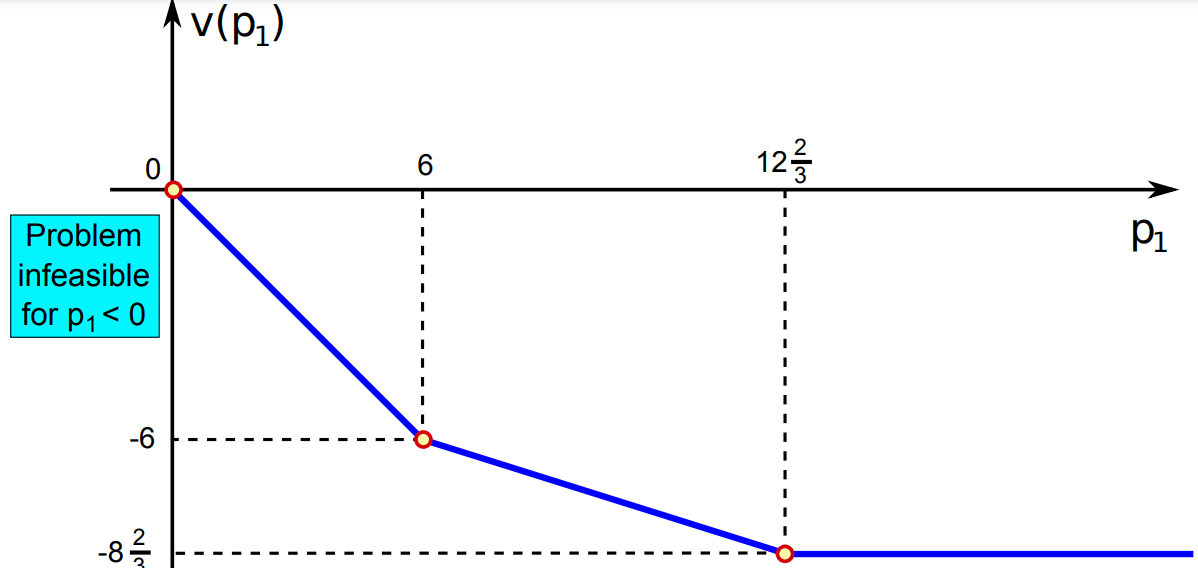 v(p₁)
0
6
12 2/3
p₁
Problem
infeasible
for p₁ < 0
-6
-8 2/3